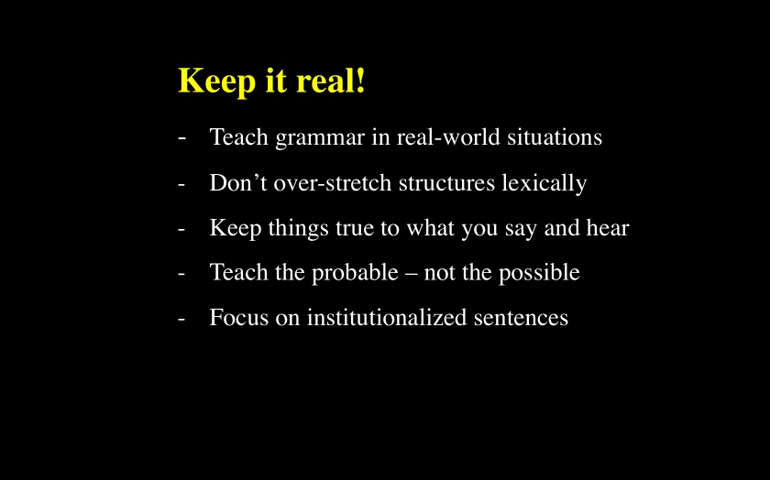 Keep it real!
- Teach grammar in real-world situations
- Don’t over-stretch structures lexically
- Keep things true to what you say and hear
- Teach the probable – not the possible
- Focus on institutionalized sentences